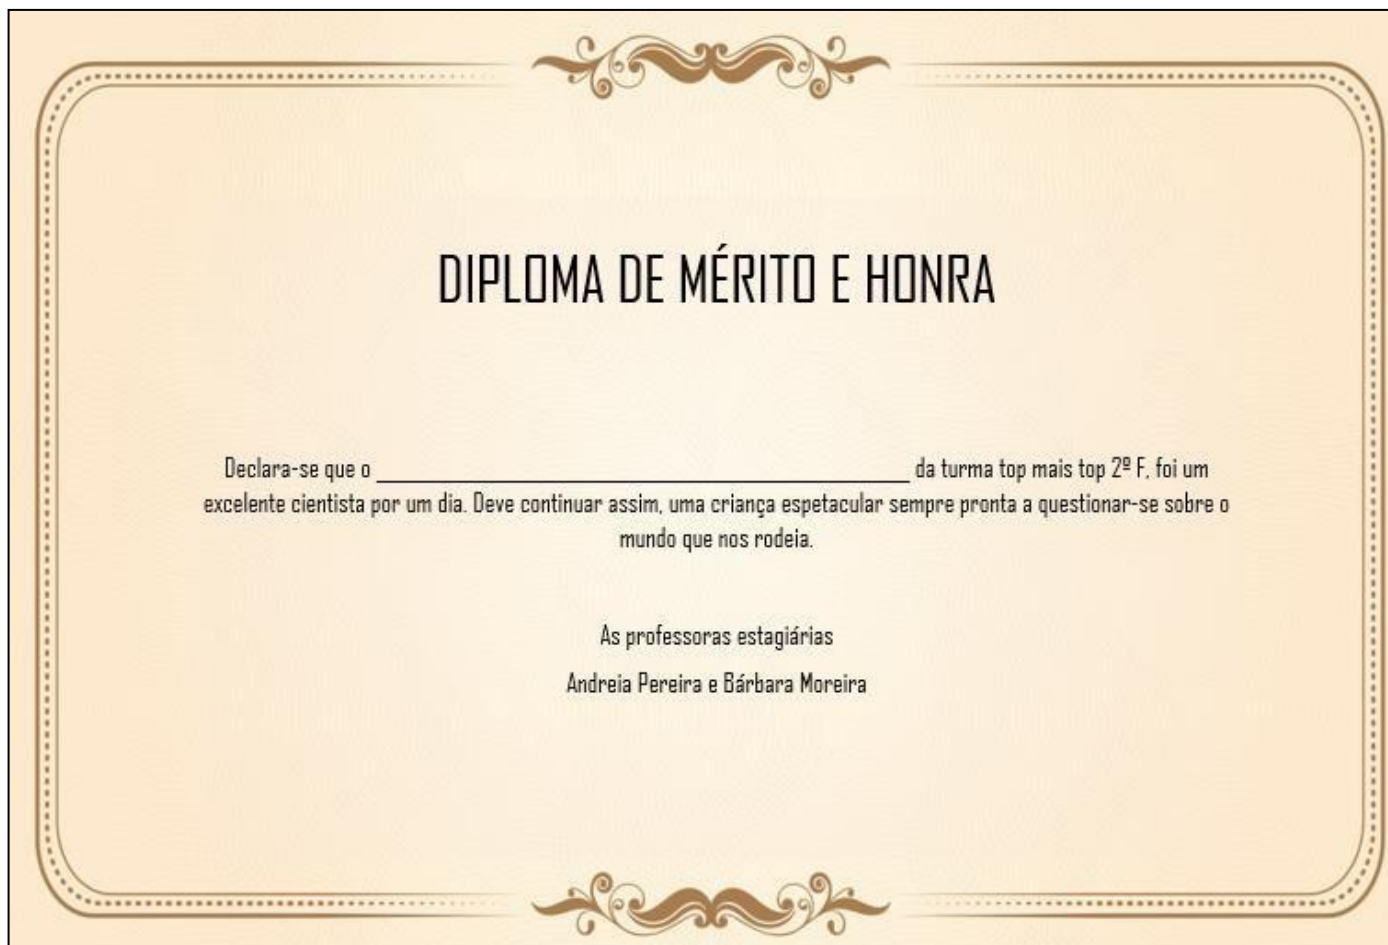 DIPLOMA DE MÉRITO E HONRA
Declara-se que o ______________________________ da turma top mais top 2º F, foi um
excelente cientista por um dia. Deve continuar assim, uma criança espetacular sempre pronta a questionar-se sobre o
mundo que nos rodeia.
As professoras estagiárias
Andreia Pereira e Bárbara Moreira